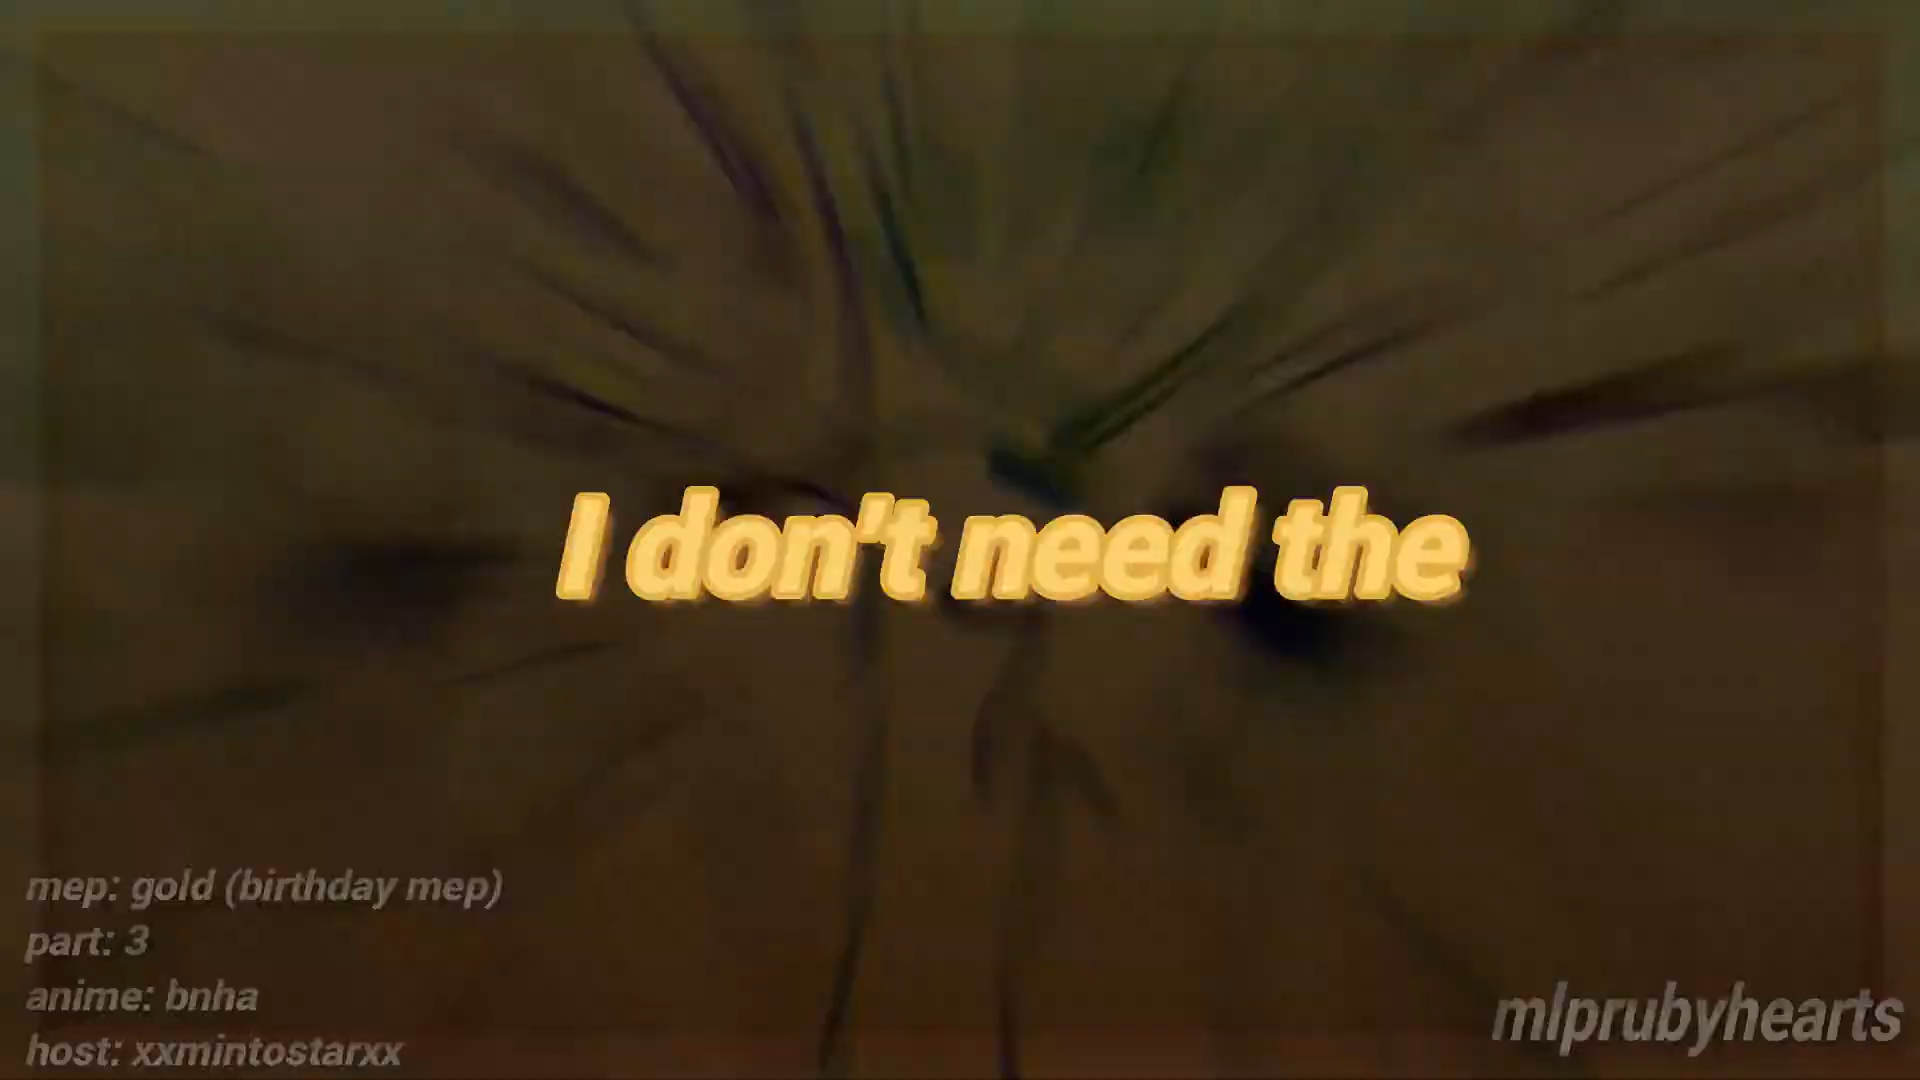 I don't need the
mep: gold (birthday mep)
part: 3
anime: bnha
host: xxmintostarxx
mlprubyhearts